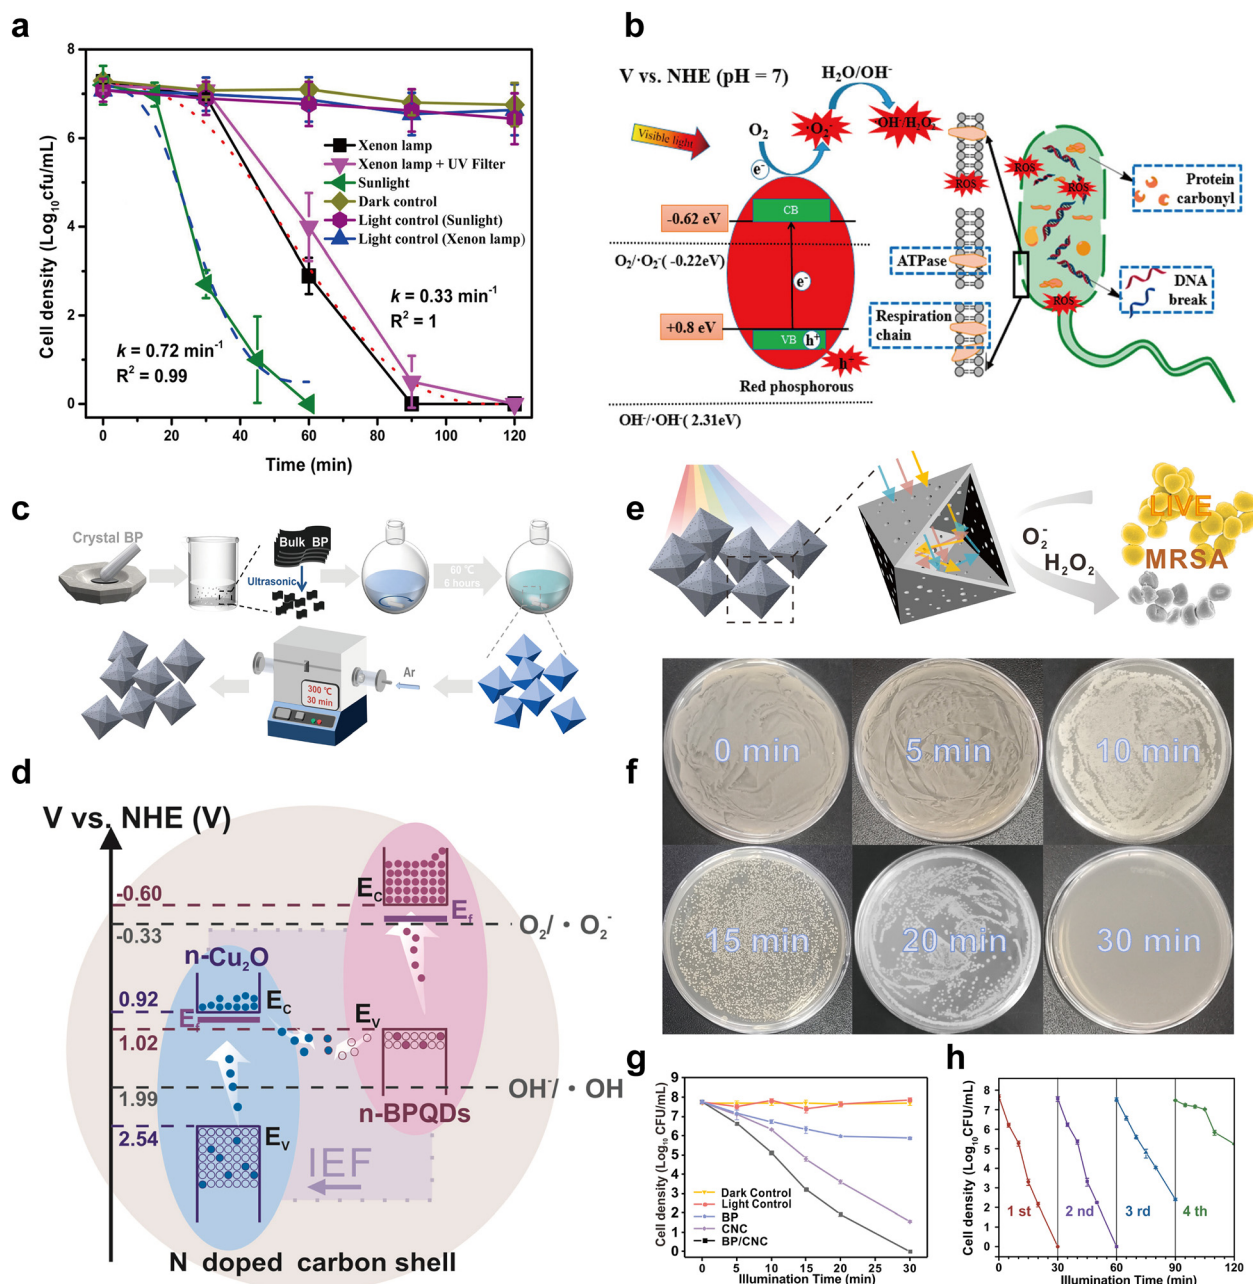 a
8
6
4
2
0
Cell density (Log10cfu/mL)
Xenon lamp
Xenon lamp + UV Filter
Sunlight
Dark control
Light control (Sunlight)
Light control (Xenon lamp)
k = 0.33 min-1
R2 = 1
k = 0.72 min-1
R2 = 0.99
0 20 40 60 80 100 120
Time (min)
b
V vs. NHE (pH = 7)
H2O/OH-
Visible light
O2
·O2-
·OH-/H2O2
e-
CB
-0.62 eV
O2/·O2-( -0.22eV)
e-
+0.8 eV
VB
h+
h+
Red phosphorous
OH-/·OH-( 2.31eV)
ROS
ATPase
Respiration
chain
ROS
ROS
ROS
Protein
carbonyl
DNA
break
c
Crystal BP
Bulk BP
Ultrasonic
60 ℃
6 hours
300 ℃
30 min
Ar
d
V vs. NHE (V)
-0.60
-0.33
0.92
1.02
1.99
2.54
EC
Ef
O2/ · O2-
n-Cu2O
EC
Ef
EV
OH-/ · OH
n-BPQDs
EV
IEF
N doped carbon shell
e
O2-
H2O2
LIVE
MRSA
f
0 min
5 min
10 min
15 min
20 min
30 min
g
9
8
7
6
5
4
3
2
1
0
Cell density (Log10CFU/mL)
Dark Control
Light Control
BP
CNC
BP/CNC
0 5 10 15 20 30
Illumination Time (min)
h
8
7
6
5
4
3
2
1
0
Cell density (Log10CFU/mL)
1 st
2 nd
3 rd
4 th
0 30 60 90 120
Illumination Time (min)